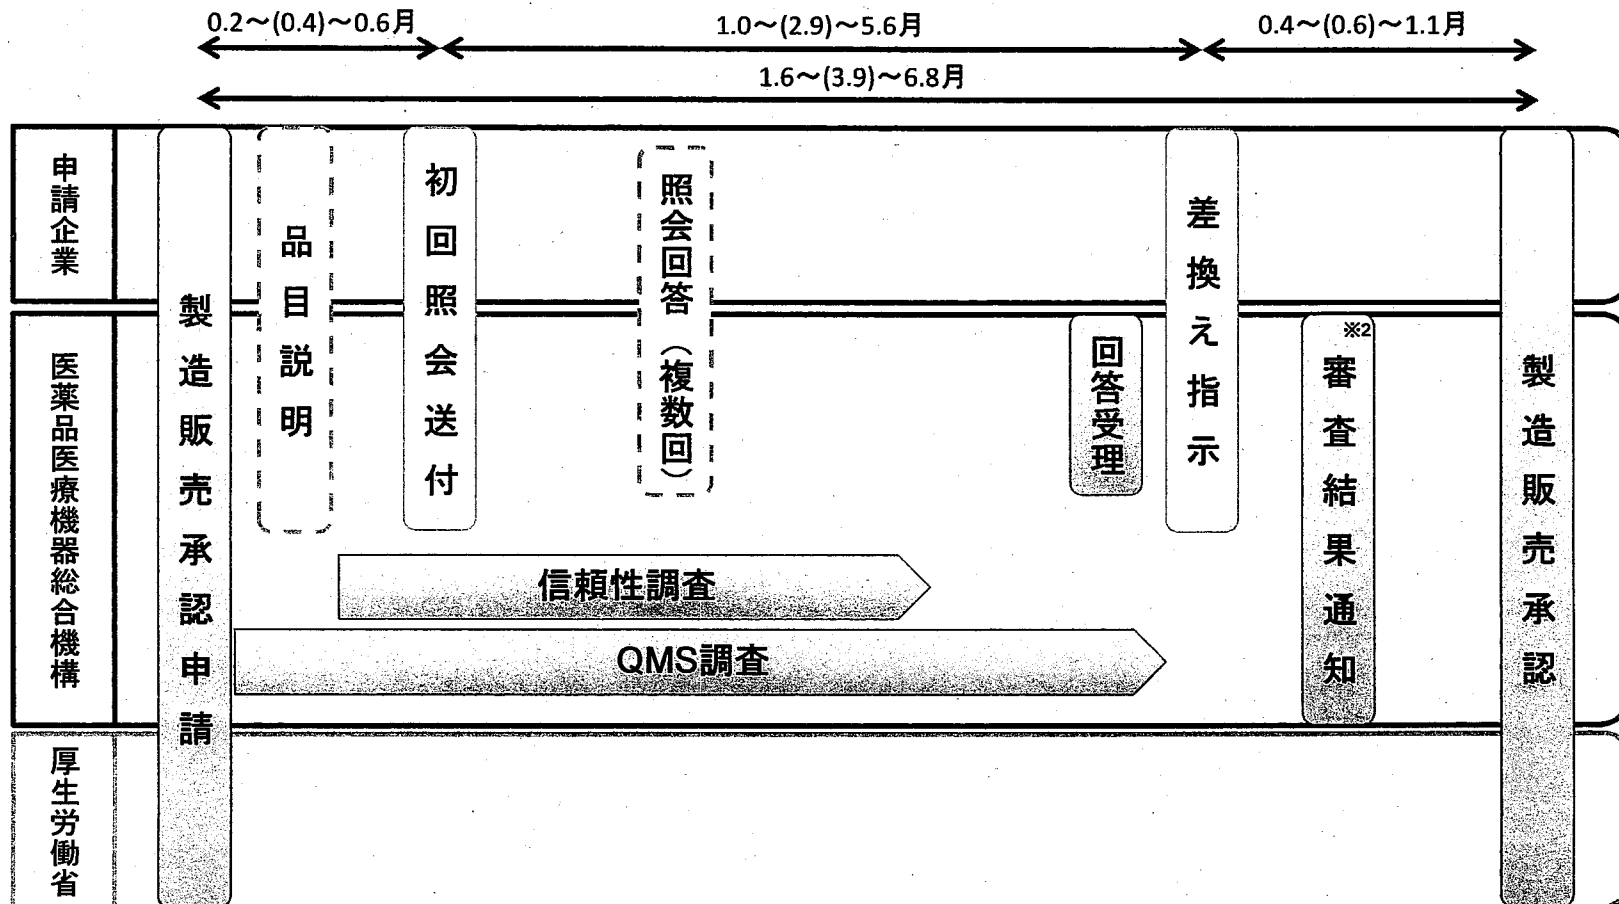 0.2～(0.4)～0.6月
1.0～(2.9)～5.6月
0.4～(0.6)～1.1月
1.6～(3.9)～6.8月
申請企業
医薬品医療機器総合機構
厚生労働省
製造販売承認申請
品目説明
初回照会送付
照会回答（複数回）
回答受理
差換え指示
※2
審査結果通知
製造販売承認
信頼性調査
QMS調査